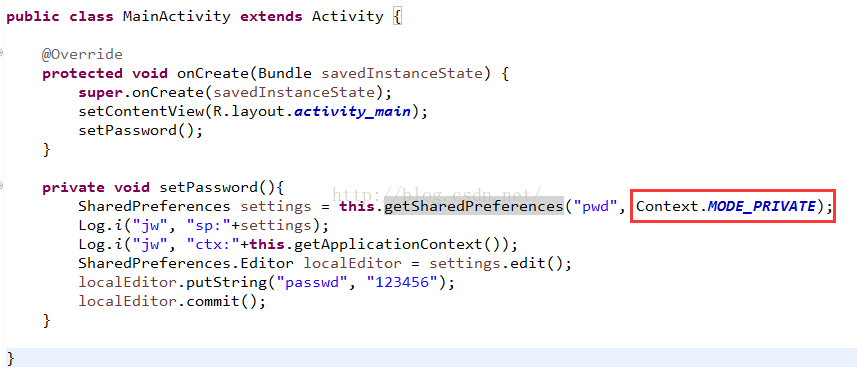 public class MainActivity extends Activity {
@Override
protected void onCreate(Bundle savedInstanceState) {
super.onCreate(savedInstanceState);
setContentView(R.layout.activity_main);
setPassword();
}
private void setPassword(){
http://blog.csdn.net/
SharedPreferences settings = this.getSharedPreferences("pwd", Context.MODE_PRIVATE);
Log.i("jw", "sp:"+settings);
Log.i("jw", "ctx:"+this.getApplicationContext());
SharedPreferences.Editor localEditor = settings.edit();
localEditor.putString("passwd", "123456");
localEditor.commit();
}
}